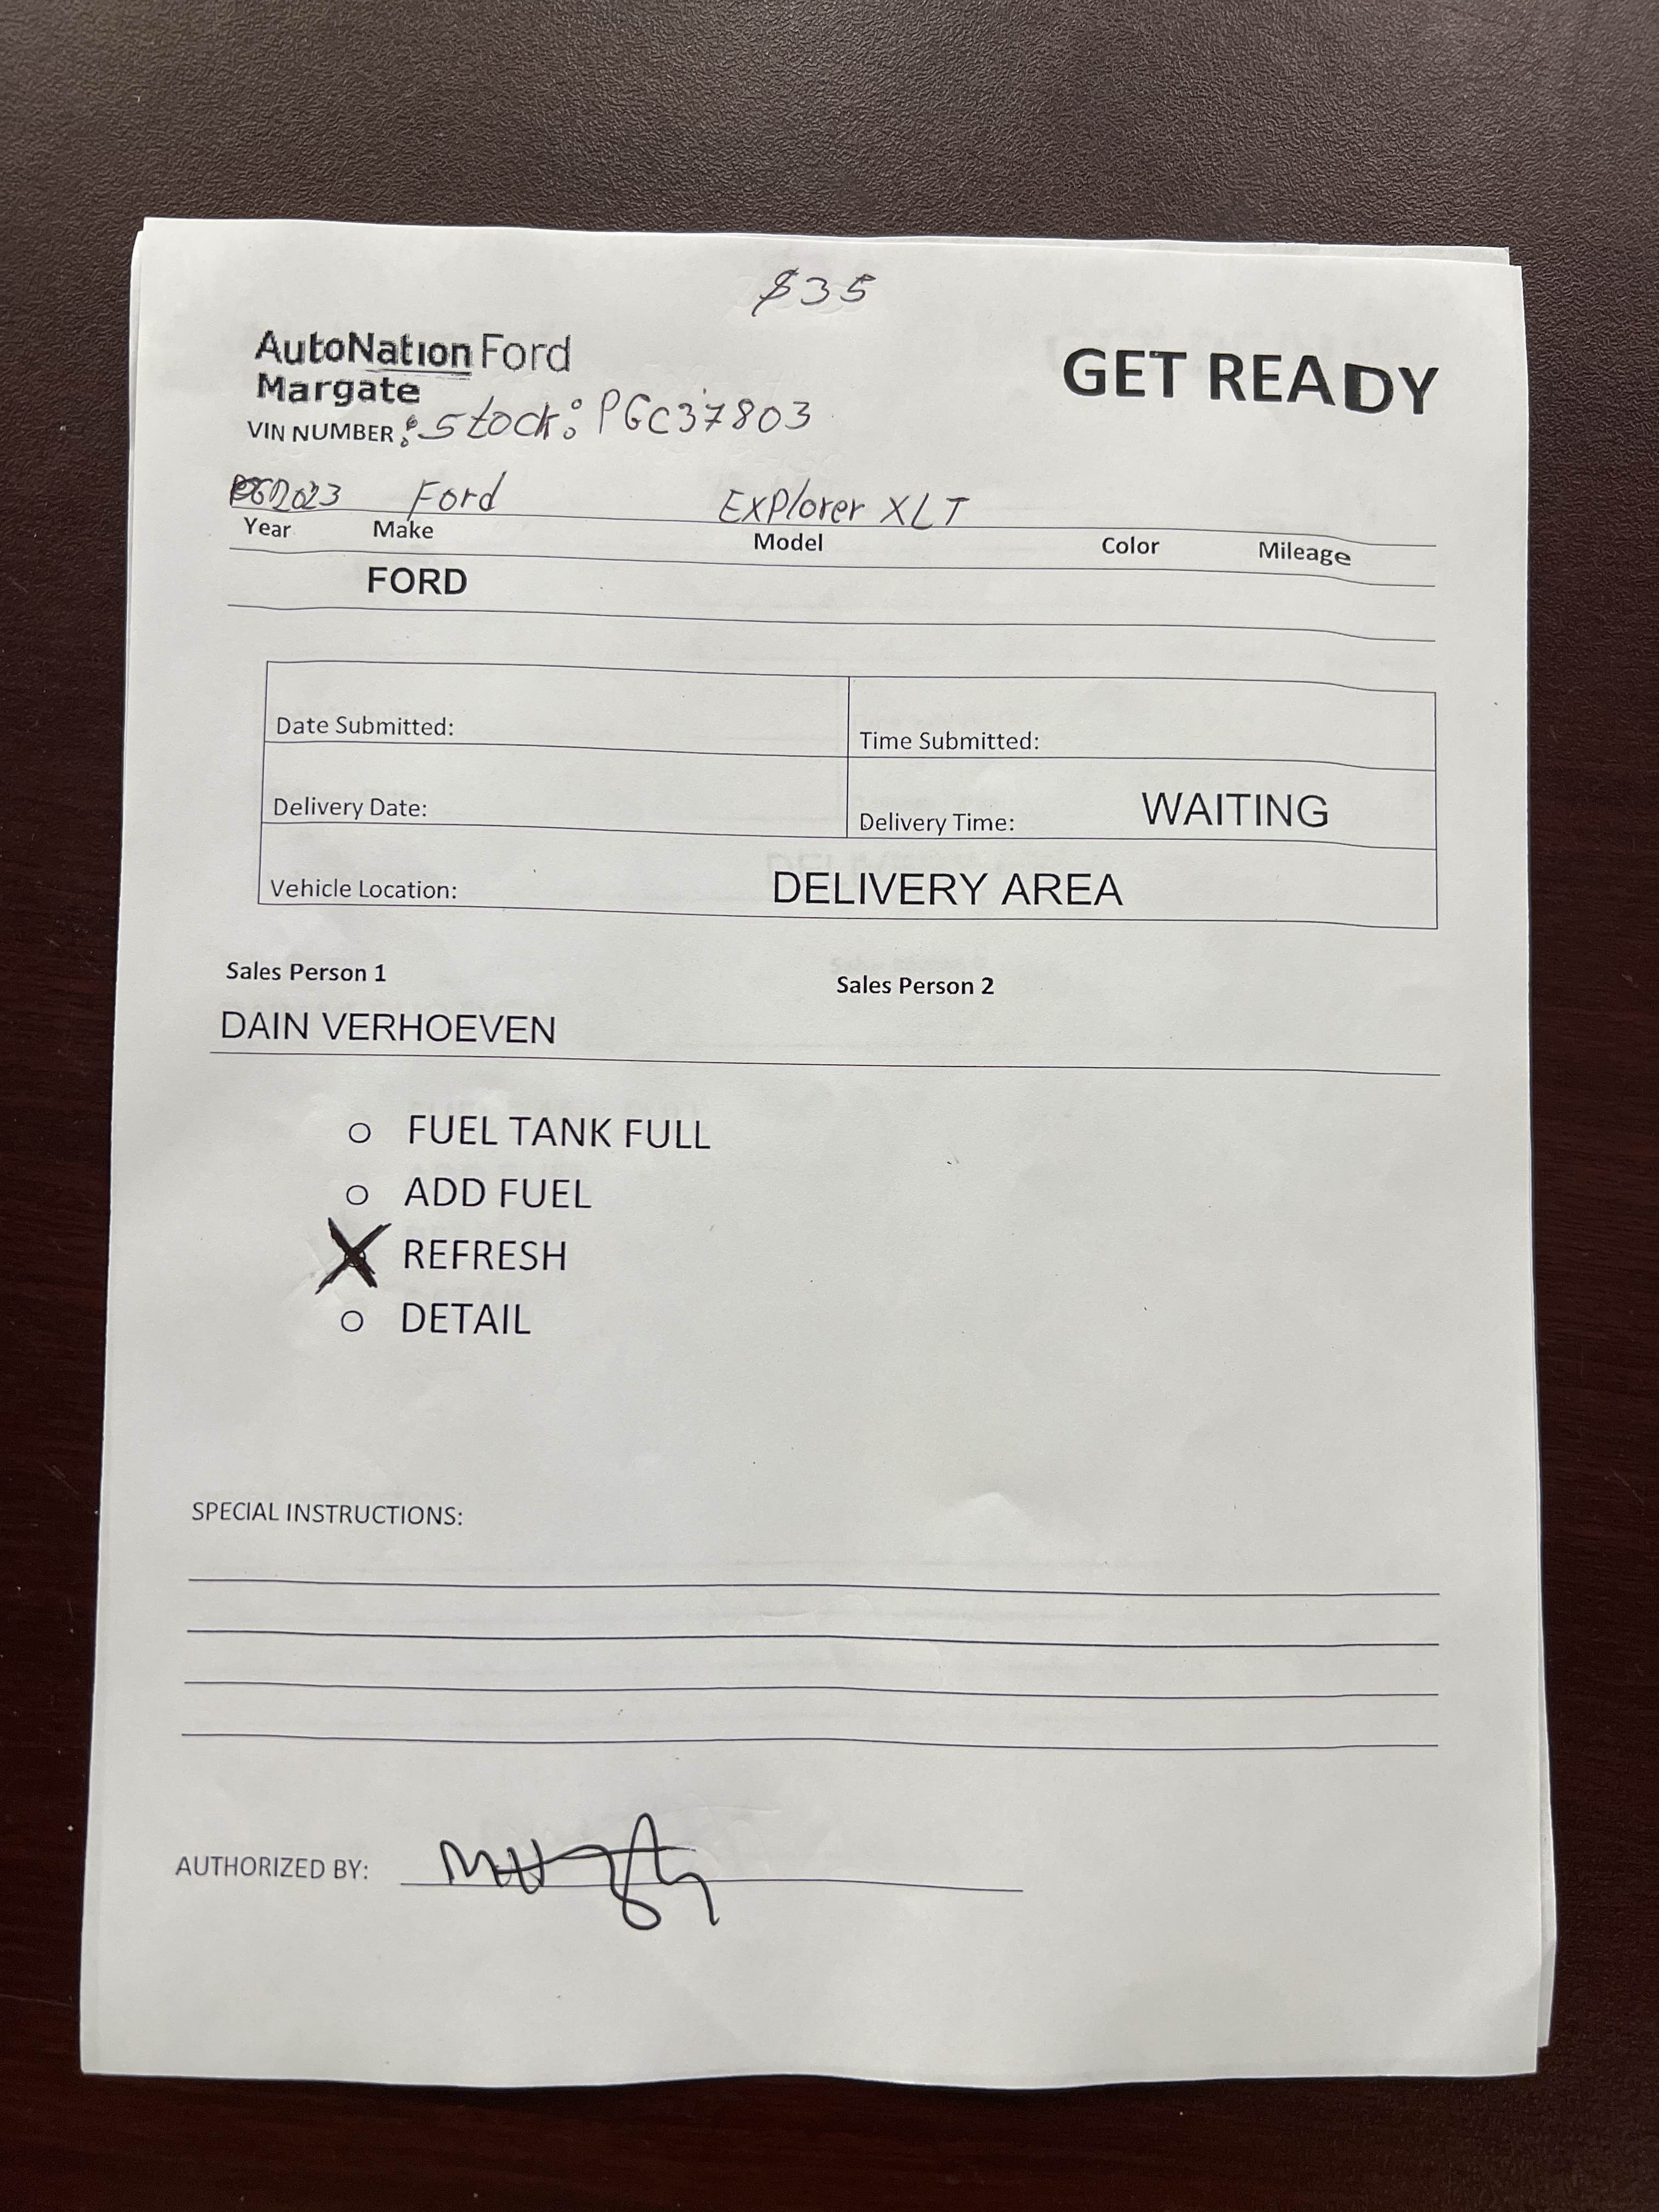 $35
AutoNation Ford
Margate
GET READY
VIN NUMBER: Stock: PGC37803
2023 Ford Explorer XLT
Year Make Model Color Mileage
FORD
Date Submitted: Time Submitted:
Delivery Date: Delivery Time: WAITING
Vehicle Location: DELIVERY AREA
Sales Person 1 Sales Person 2
DAIN VERHOEVEN
FUEL TANK FULL
ADD FUEL
REFRESH
DETAIL
SPECIAL INSTRUCTIONS:
AUTHORIZED BY: